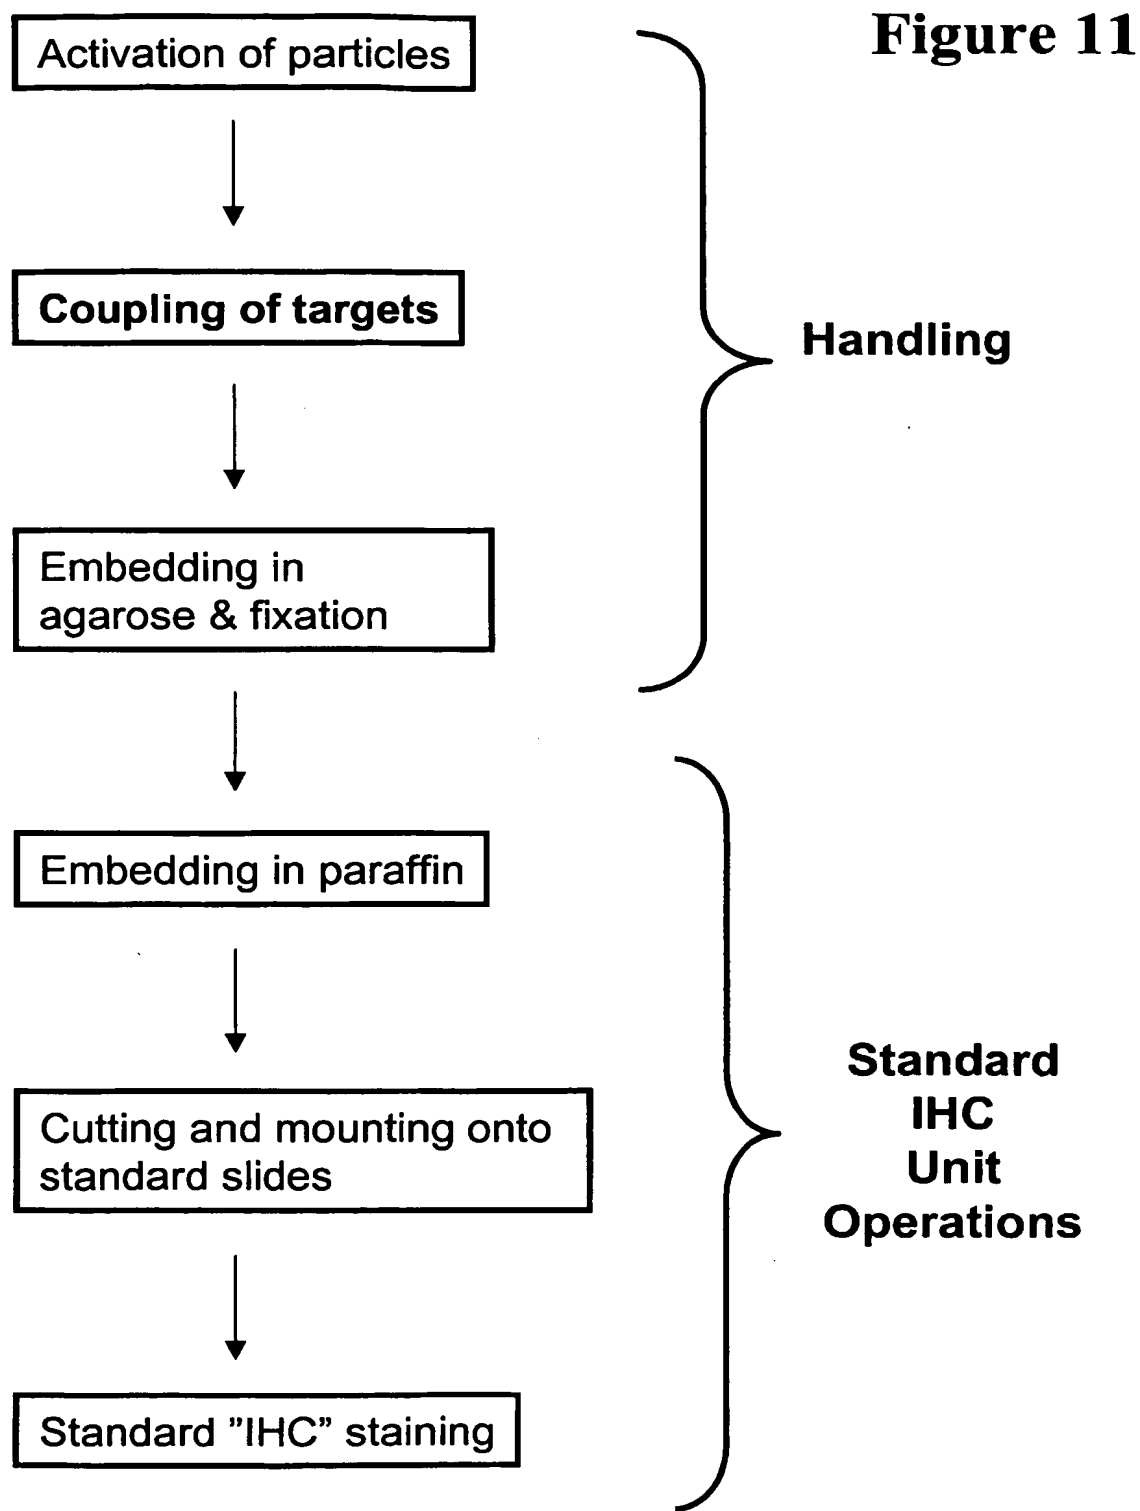 Figure 11
Activation of particles
Coupling of targets
Handling
Embedding in
agarose & fixation
Embedding in paraffin
Cutting and mounting onto
standard slides
Standard
IHC
Unit
Operations
Standard ”IHC” staining